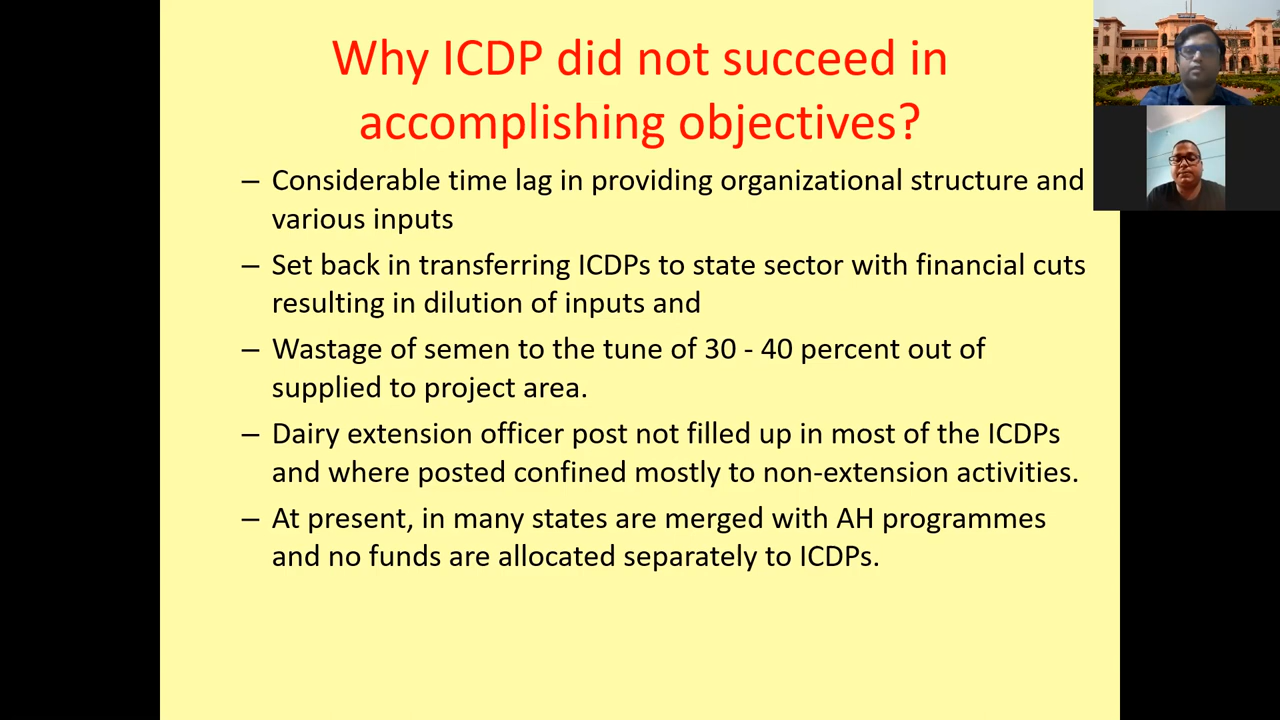 Why ICDP did not succeed in
accomplishing objectives?
– Considerable time lag in providing organizational structure and
various inputs
– Set back in transferring ICDPs to state sector with financial cuts
resulting in dilution of inputs and
– Wastage of semen to the tune of 30 - 40 percent out of
supplied to project area.
– Dairy extension officer post not filled up in most of the ICDPs
and where posted confined mostly to non-extension activities.
– At present, in many states are merged with AH programmes
and no funds are allocated separately to ICDPs.